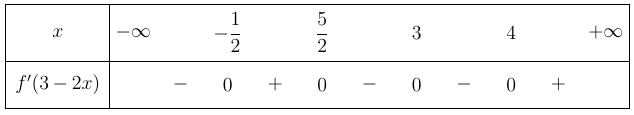 x −∞ −1/2 5/2 3 4 +∞
f′(3 − 2x) − 0 + 0 − 0 − 0 +